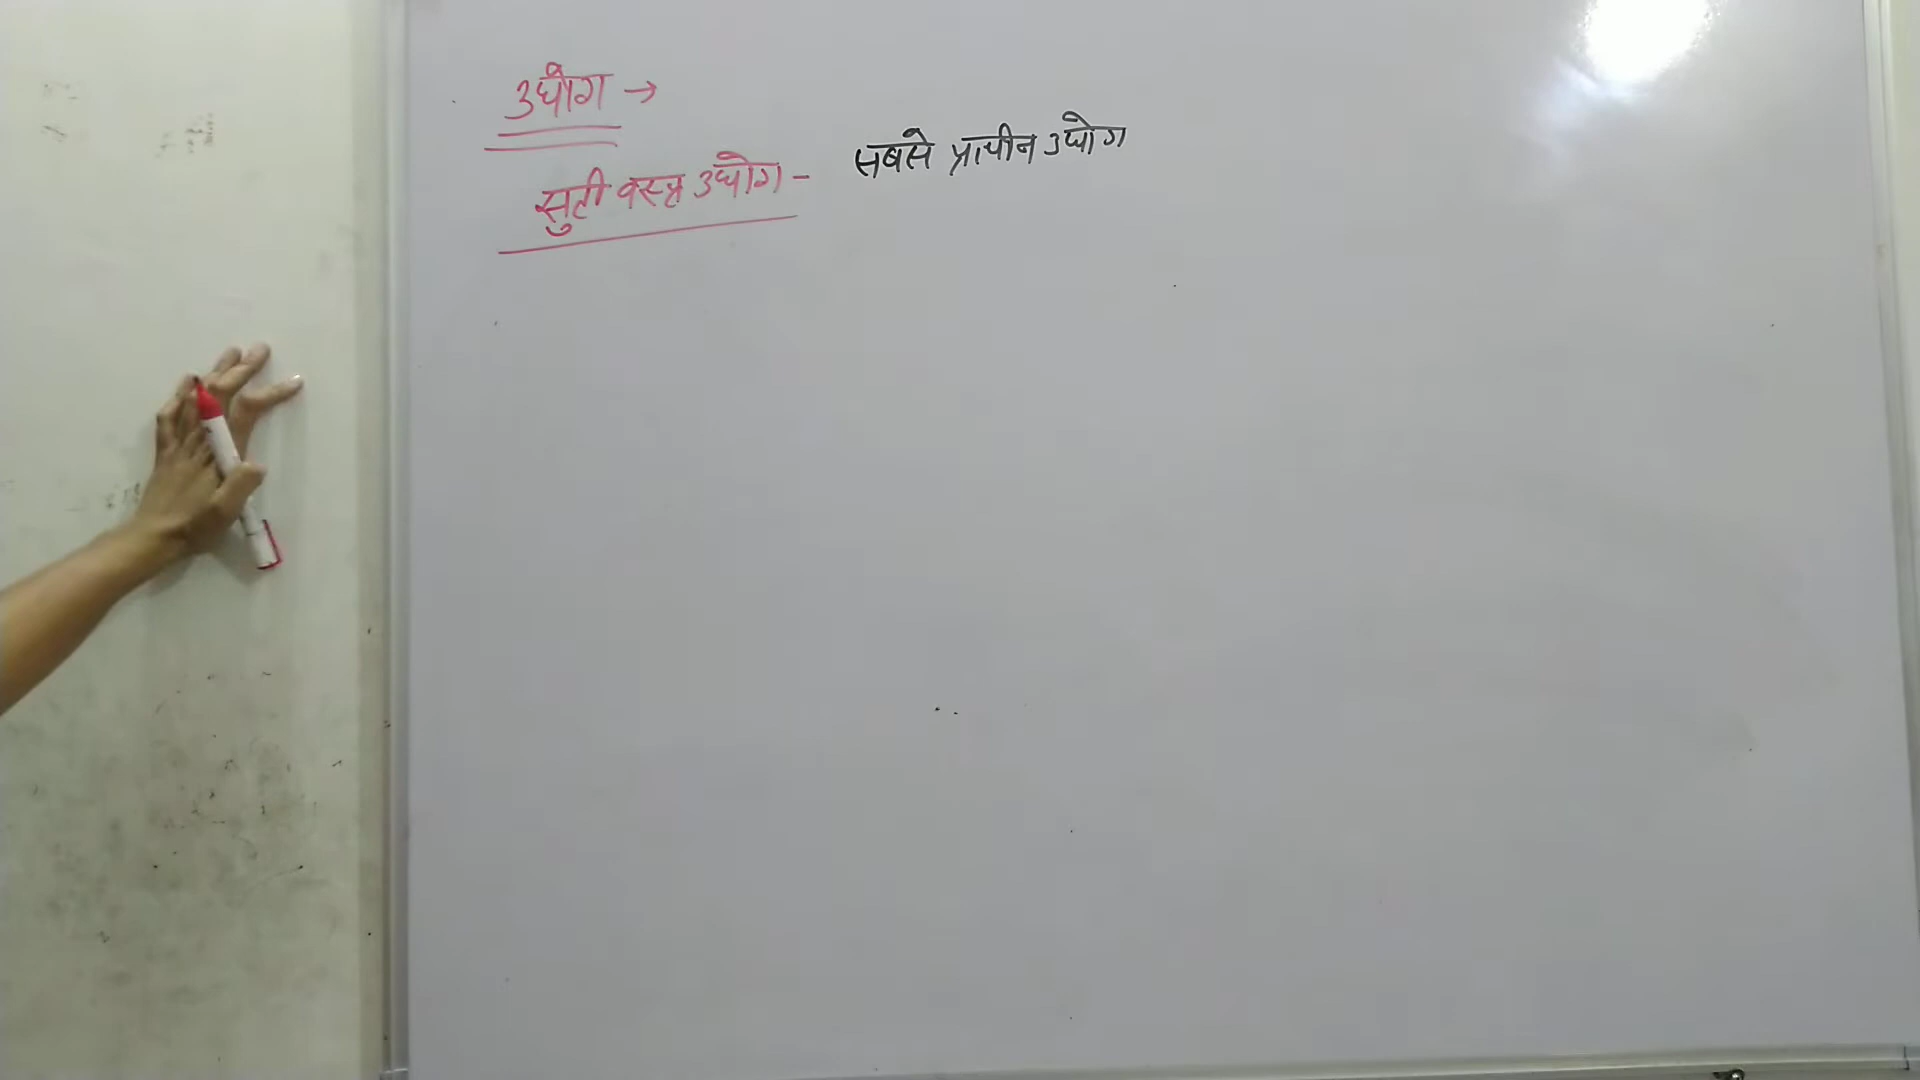 उद्योग →
सुती वस्त्र उद्योग - सबसे प्राचीन उद्योग